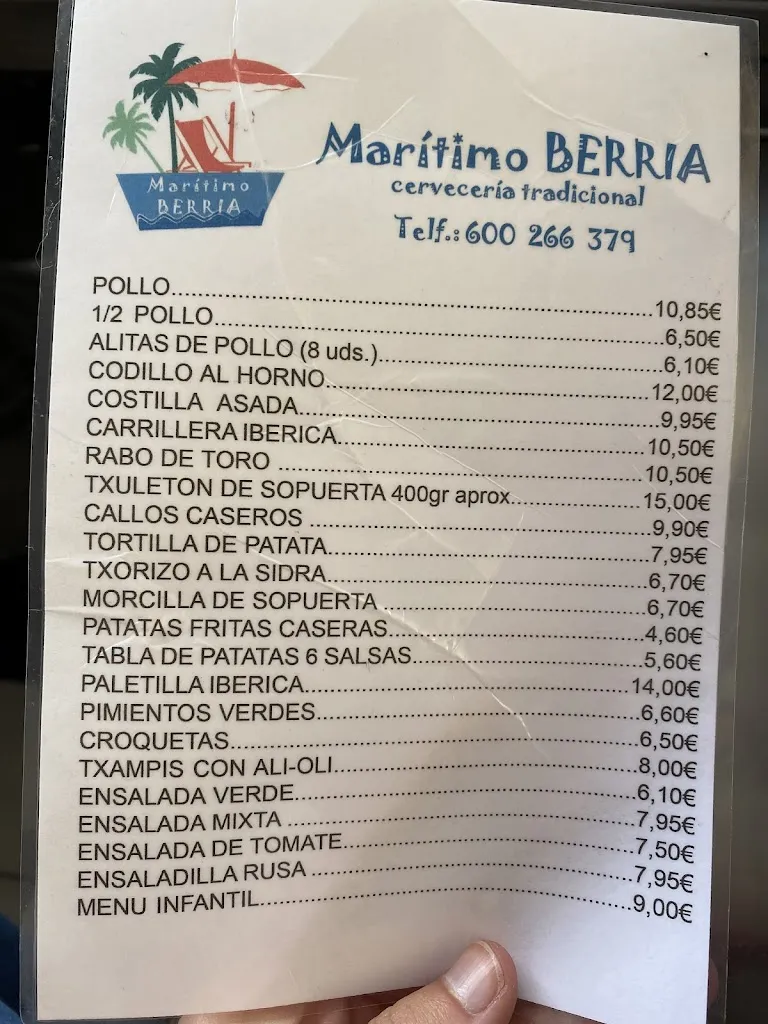 Marítimo
BERRIA
Marítimo BERRIA
cervecería tradicional
Telf.: 600 266 379
POLLO......10,85€
1/2 POLLO......6,50€
ALITAS DE POLLO (8 uds.)......6,10€
CODILLO AL HORNO......12,00€
COSTILLA ASADA......9,95€
CARRILLERA IBERICA......10,50€
RABO DE TORO ......10,50€
TXULETON DE SOPUERTA 400gr aprox......15,00€
CALLOS CASEROS ......9,90€
TORTILLA DE PATATA......7,95€
TXORIZO A LA SIDRA......6,70€
MORCILLA DE SOPUERTA ......6,70€
PATATAS FRITAS CASERAS......4,60€
TABLA DE PATATAS 6 SALSAS......5,60€
PALETILLA IBERICA......14,00€
PIMIENTOS VERDES......6,60€
CROQUETAS......6,50€
TXAMPIS CON ALI-OLI......8,00€
ENSALADA VERDE......6,10€
ENSALADA MIXTA ......7,95€
ENSALADA DE TOMATE......7,50€
ENSALADILLA RUSA ......7,95€
MENU INFANTIL......9,00€